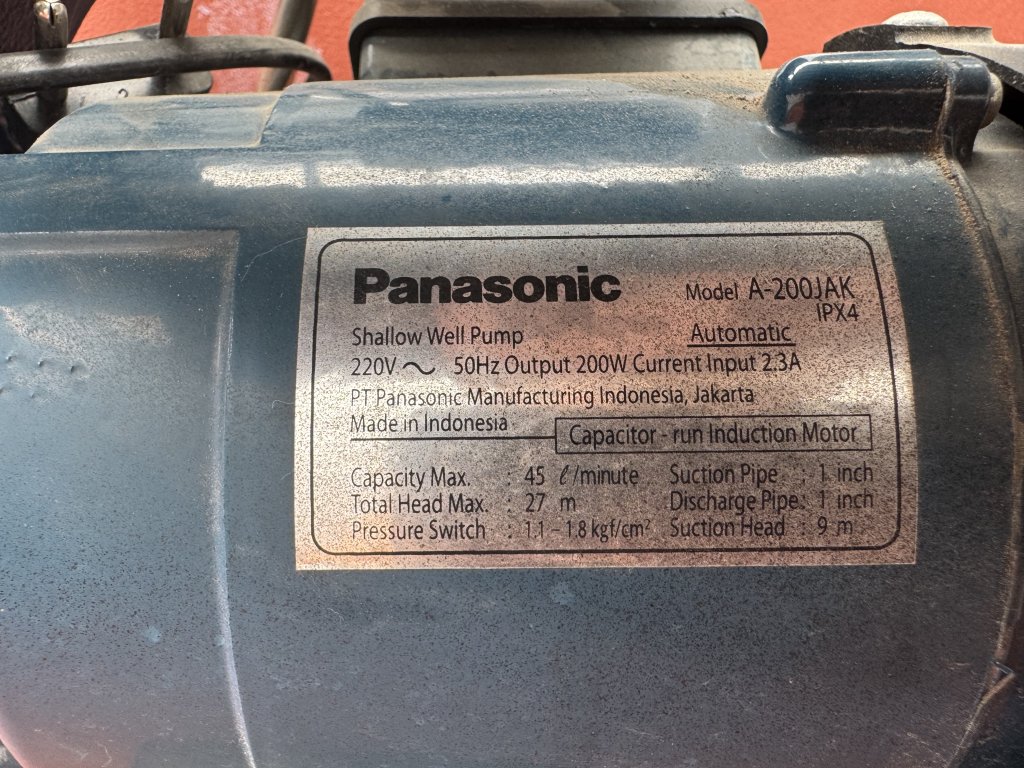 Panasonic Model A-200JAK
IPX4
Shallow Well Pump Automatic
220V ~ 50Hz Output 200W Current Input 2.3A
PT Panasonic Manufacturing Indonesia, Jakarta
Made in Indonesia
Capacitor - run Induction Motor
Capacity Max. : 45 ℓ/minute Suction Pipe : 1 inch
Total Head Max. : 27 m Discharge Pipe : 1 inch
Pressure Switch : 1.1 – 1.8 kgf/cm² Suction Head : 9 m